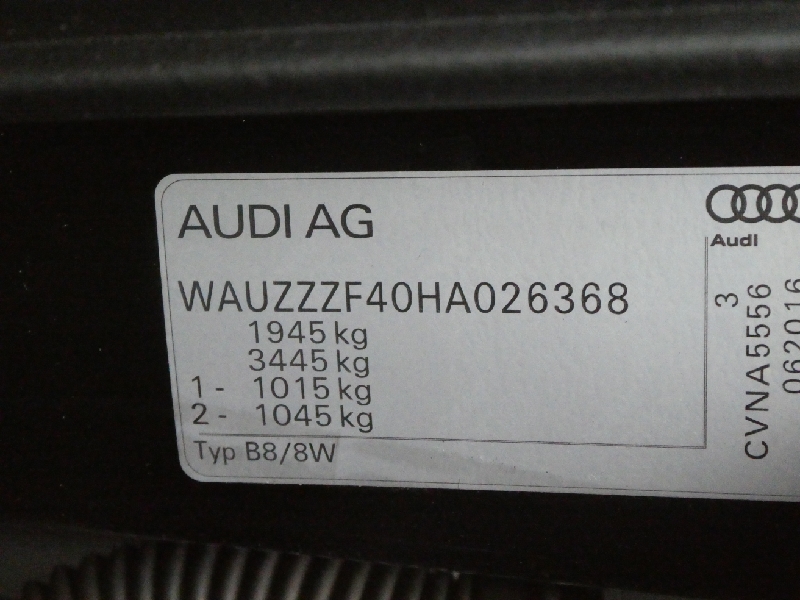 AUDI AG
WAUZZZF40HA026368
1945 kg
3445 kg
1 - 1015 kg
2 - 1045 kg
Typ B8/8W
Audi
3
CVNA5556
062016